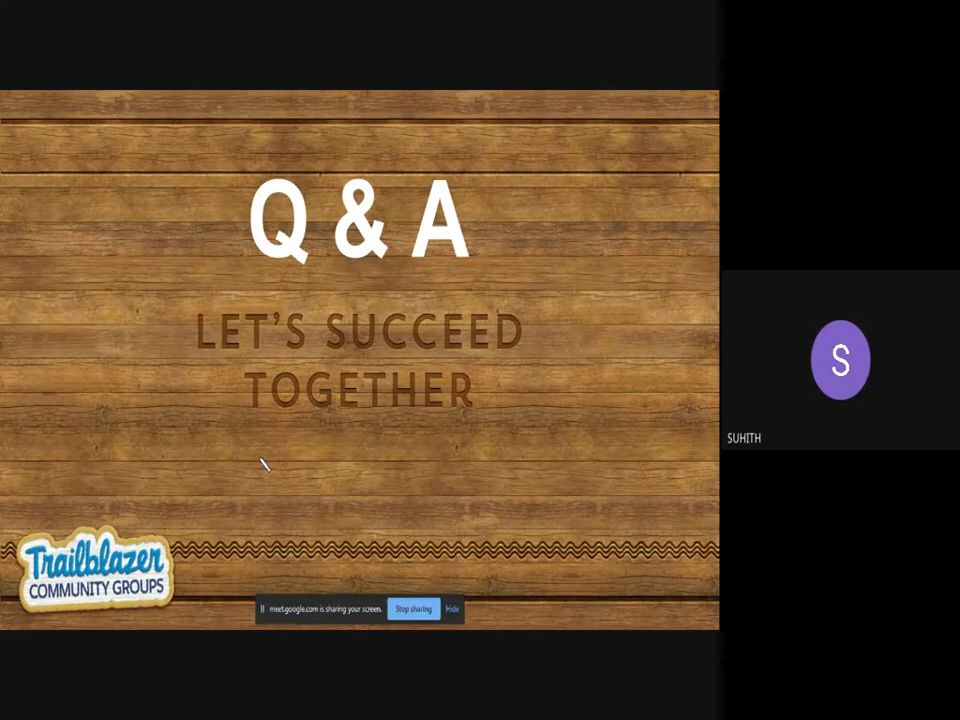 Q & A
LET'S SUCCEED
TOGETHER
Trailblazer
COMMUNITY GROUPS
meet.google.com is sharing your screen.
Stop sharing
Hide
S
SUHITH